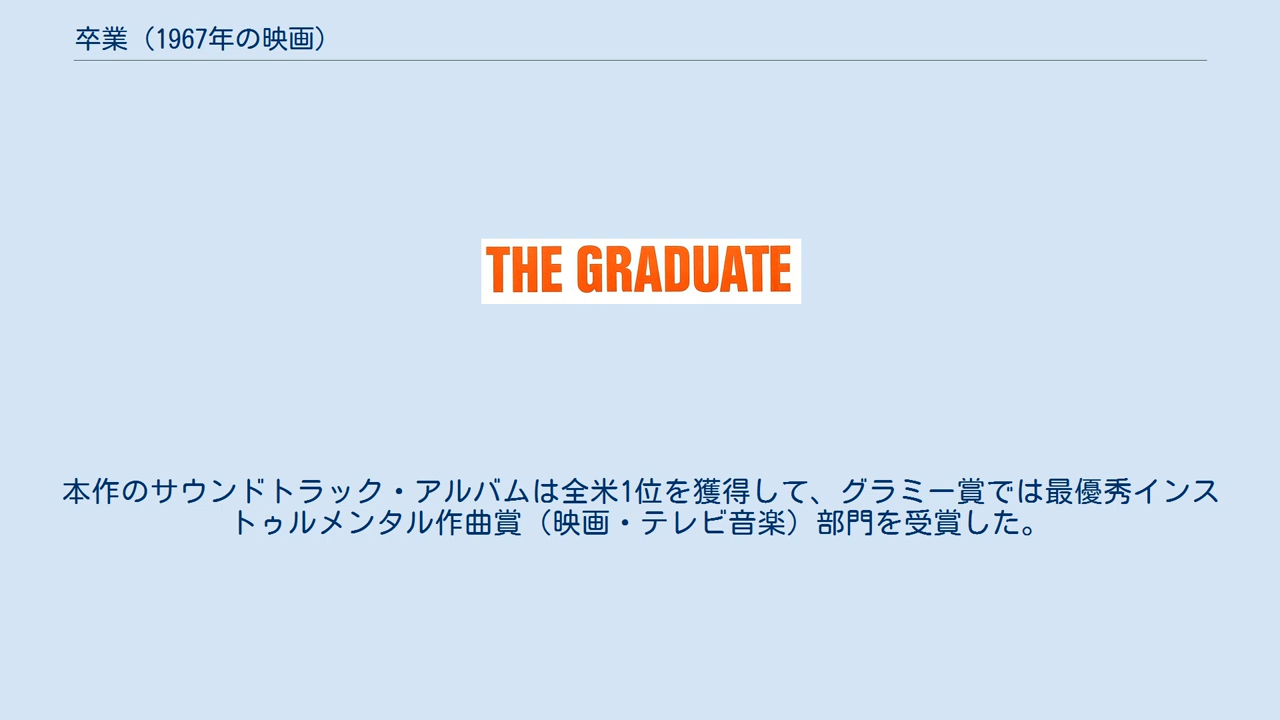 卒業（1967年の映画）
THE GRADUATE
本作のサウンドトラック・アルバムは全米1位を獲得して、グラミー賞では最優秀インス
トゥルメンタル作曲賞（映画・テレビ音楽）部門を受賞した。